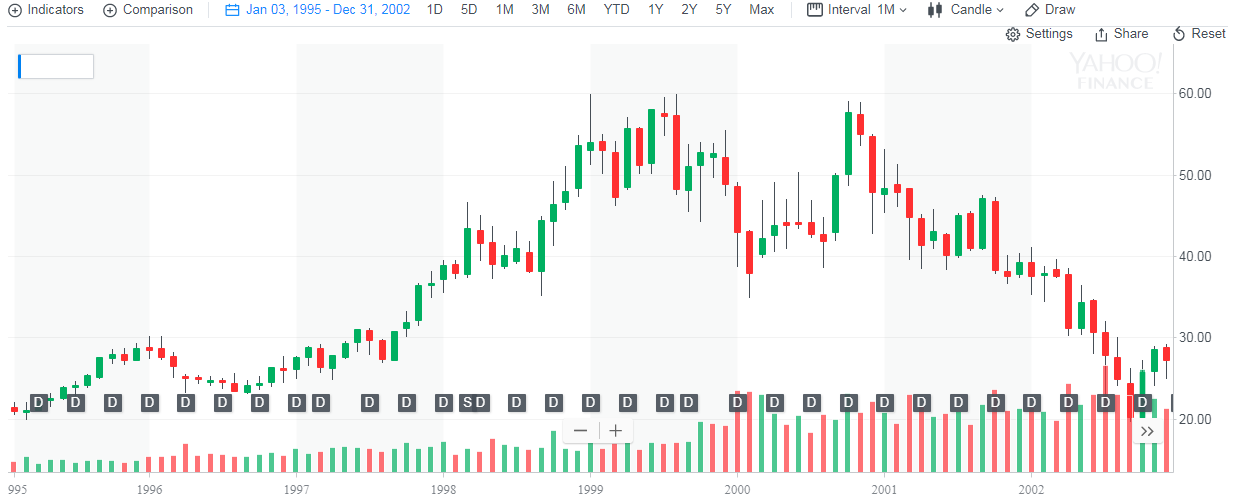 Indicators Comparison Jan 03, 1995 - Dec 31, 2002 1D 5D 1M 3M 6M YTD 1Y 2Y 5Y Max Interval 1M Candle Draw
Settings Share Reset
YAHOO!
FINANCE
60.00
50.00
40.00
30.00
D D D D D D D D D D D D S D D D D D D D D D D D D D D D D D D D D
20.00
995 1996 1997 1998 1999 2000 2001 2002